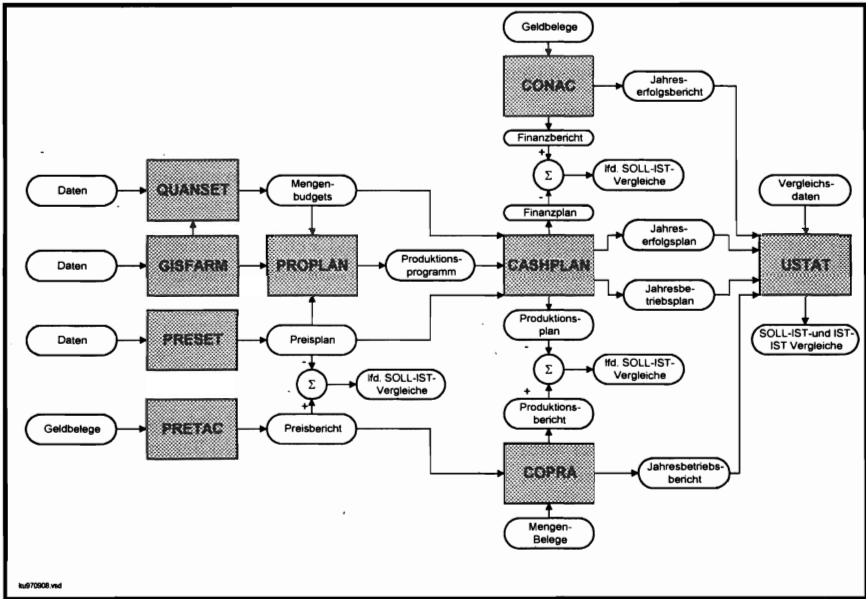 Geldbelege
CONAC
Jahres-
erfolgsbericht
Finanzbericht
+
Σ
lfd. SOLL-IST-
Vergleiche
-
Finanzplan
Daten
QUANSET
Mengen-
budgets
Vergleichs-
daten
Daten
GISFARM
PROPLAN
Produktions-
programm
CASHPLAN
Jahres-
erfolgsplan
Jahresbe-
triebsplan
USTAT
Daten
PRESET
Preisplan
Produktions-
plan
SOLL-IST-und IST-
IST Vergleiche
-
Σ
lfd. SOLL-IST-
Vergleiche
+
-
Σ
lfd. SOLL-IST-
Vergleiche
+
Geldbelege
PRETAC
Preisbericht
Produktions-
bericht
COPRA
Jahresbetriebs-
bericht
Mengen-
Belege
ku970908.vsd